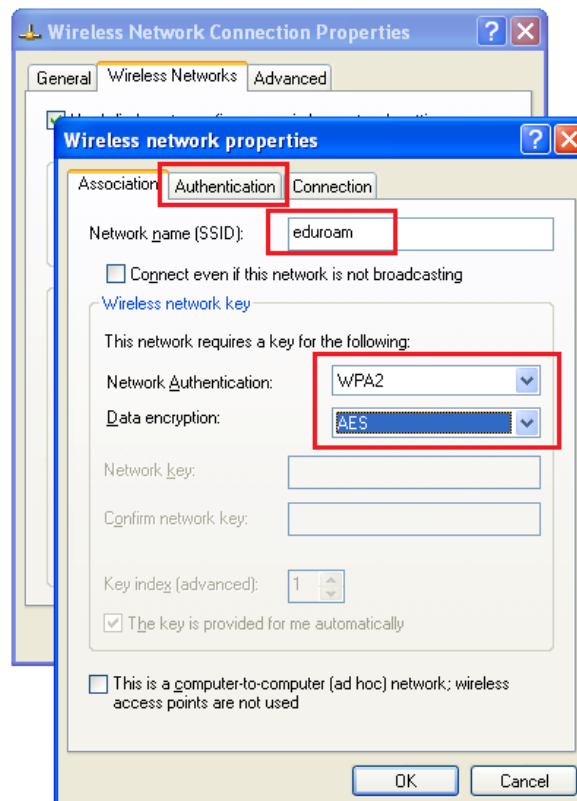 Wireless Network Connection Properties
General Wireless Networks Advanced
Wireless network properties
Association Authentication Connection
Network name (SSID): eduroam
Connect even if this network is not broadcasting
Wireless network key
This network requires a key for the following:
Network Authentication: WPA2
Data encryption: AES
Network key:
Confirm network key:
Key index (advanced): 1
The key is provided for me automatically
This is a computer-to-computer (ad hoc) network; wireless
access points are not used
OK Cancel